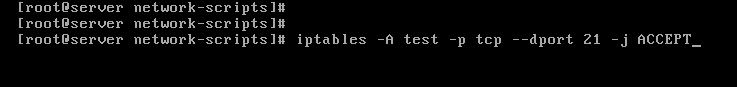 [root@server network-scripts]#
[root@server network-scripts]#
[root@server network-scripts]# iptables -A test -p tcp --dport 21 -j ACCEPT_